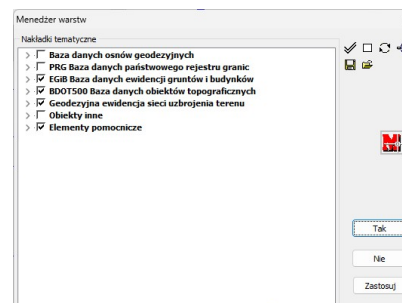 Menedżer warstw
Nakładki tematyczne
Baza danych osnów geodezyjnych
PRG Baza danych państwowego rejestru granic
EGiB Baza danych ewidencji gruntów i budynków
BDOT500 Baza danych obiektów topograficznych
Geodezyjna ewidencja sieci uzbrojenia terenu
Obiekty inne
Elementy pomocnicze
Tak
Nie
Zastosuj